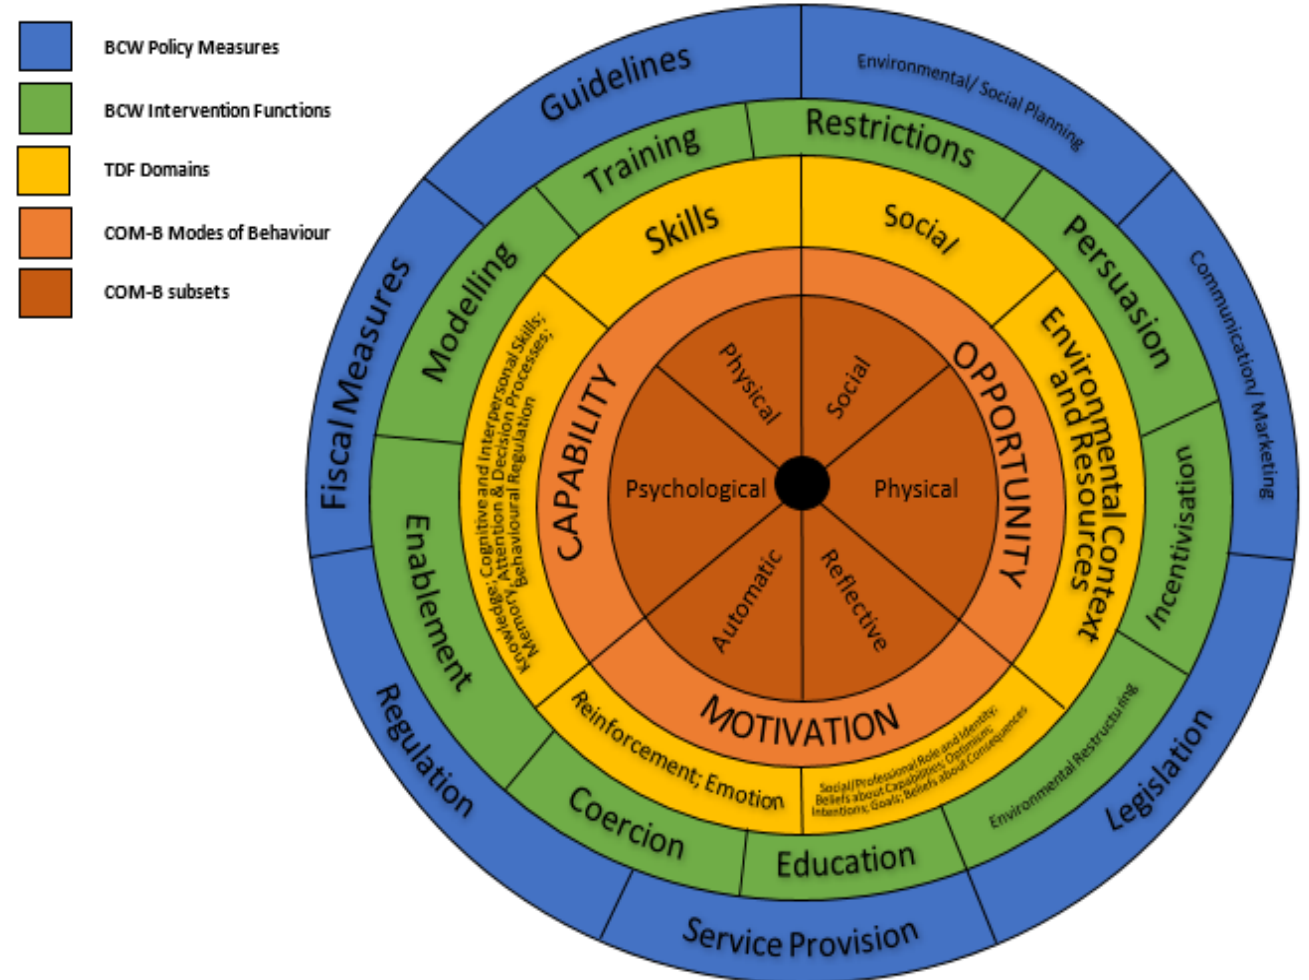 BCW Policy Measures
BCW Intervention Functions
TDF Domains
COM-B Modes of Behaviour
COM-B subsets
Guidelines
Environmental/ Social Planning
Communication/ Marketing
Legislation
Service Provision
Regulation
Fiscal Measures
Training
Restrictions
Persuasion
Incentivisation
Environmental Restructuring
Education
Coercion
Enablement
Modelling
Skills
Social
Environmental Context
and Resources
Social/Professional Role and Identity;
Beliefs about Capabilities; Optimism;
Intentions; Goals; Beliefs about Consequences
Reinforcement; Emotion
Knowledge; Cognitive and Interpersonal Skills;
Memory, Attention & Decision Processes;
Behavioural Regulation
CAPABILITY
OPPORTUNITY
MOTIVATION
Physical
Social
Physical
Reflective
Automatic
Psychological